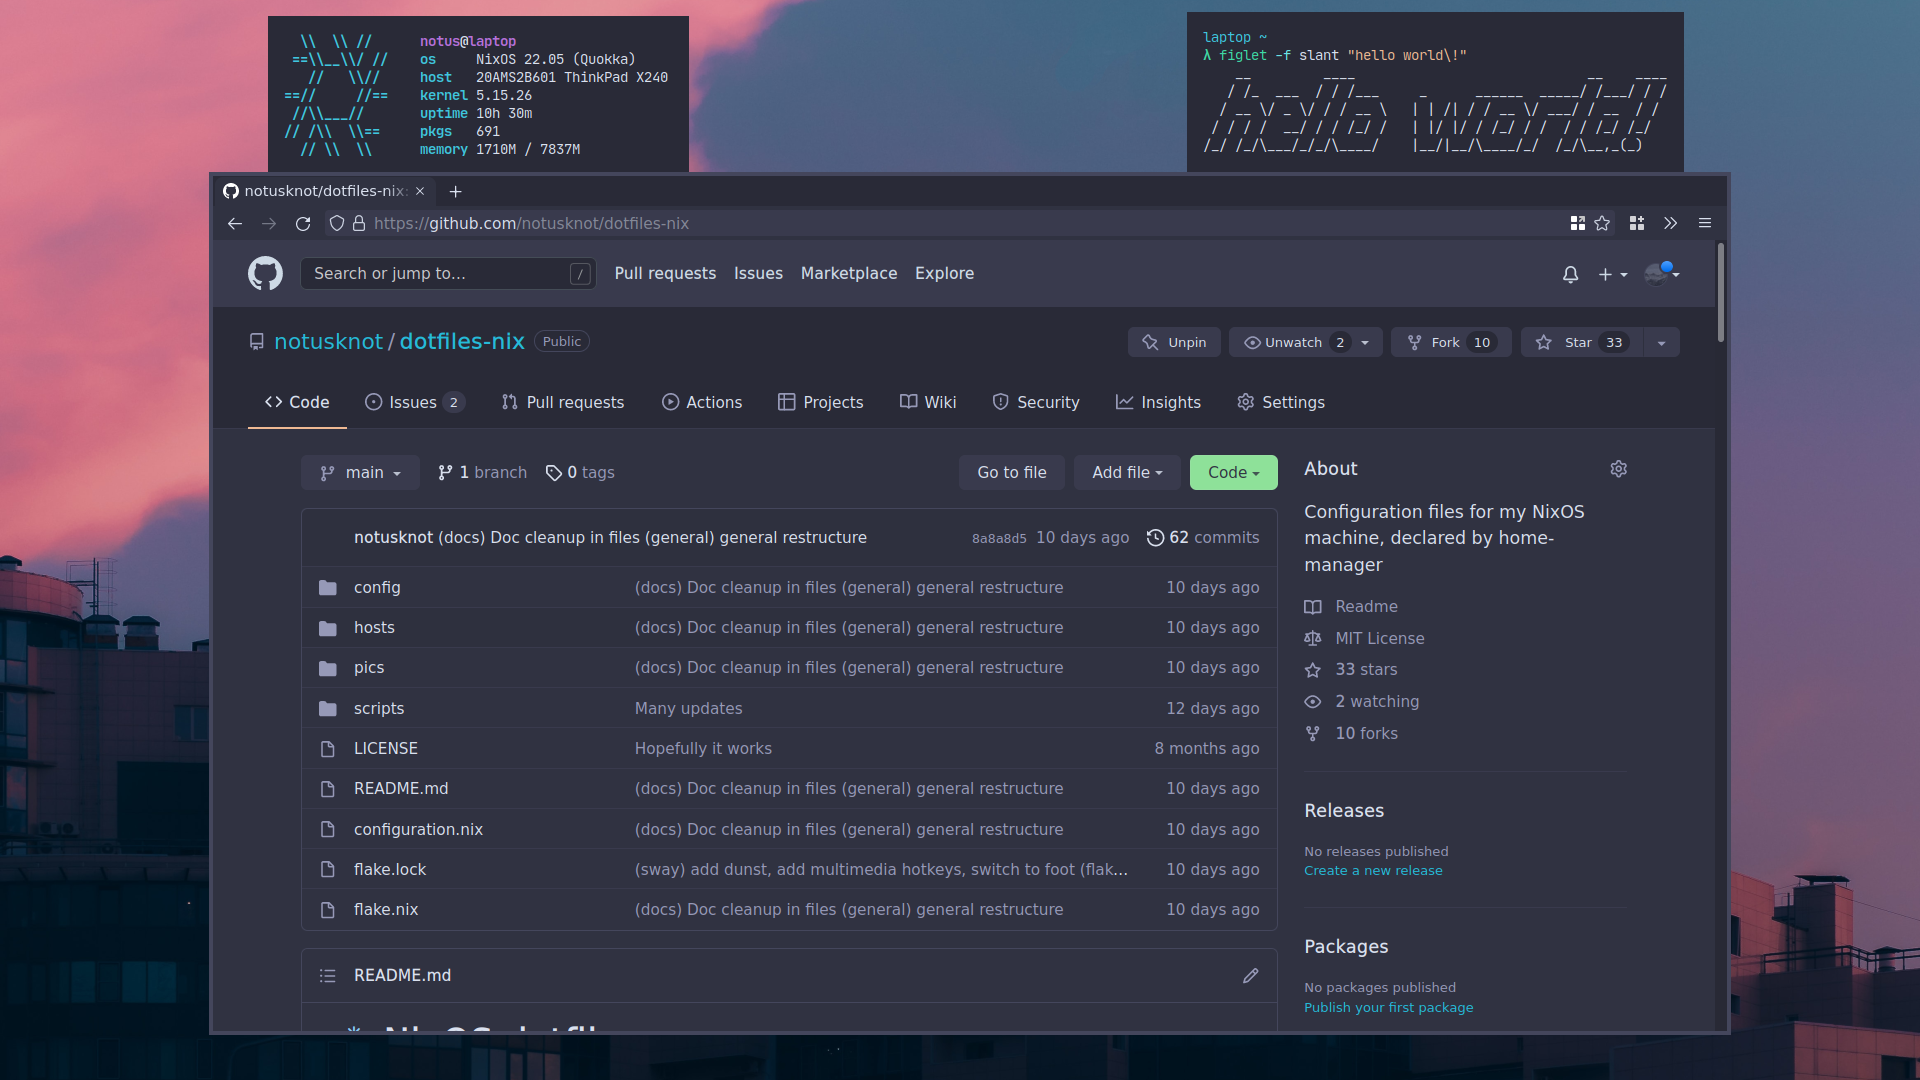 notus@laptop
os NixOS 22.05 (Quokka)
host 20AMS2B601 ThinkPad X240
kernel 5.15.26
uptime 10h 30m
pkgs 691
memory 1710M / 7837M
laptop ~
λ figlet -f slant "hello world\!"
hello world!
notusknot/dotfiles-nix:
https://github.com/notusknot/dotfiles-nix
Search or jump to... / Pull requests Issues Marketplace Explore
notusknot / dotfiles-nix Public Unpin Unwatch 2 Fork 10 Star 33
Code Issues 2 Pull requests Actions Projects Wiki Security Insights Settings
main 1 branch 0 tags Go to file Add file Code
notusknot (docs) Doc cleanup in files (general) general restructure 8a8a8d5 10 days ago 62 commits
config (docs) Doc cleanup in files (general) general restructure 10 days ago
hosts (docs) Doc cleanup in files (general) general restructure 10 days ago
pics (docs) Doc cleanup in files (general) general restructure 10 days ago
scripts Many updates 12 days ago
LICENSE Hopefully it works 8 months ago
README.md (docs) Doc cleanup in files (general) general restructure 10 days ago
configuration.nix (docs) Doc cleanup in files (general) general restructure 10 days ago
flake.lock (sway) add dunst, add multimedia hotkeys, switch to foot (flak... 10 days ago
flake.nix (docs) Doc cleanup in files (general) general restructure 10 days ago
README.md
About
Configuration files for my NixOS
machine, declared by home-
manager
Readme
MIT License
33 stars
2 watching
10 forks
Releases
No releases published
Create a new release
Packages
No packages published
Publish your first package